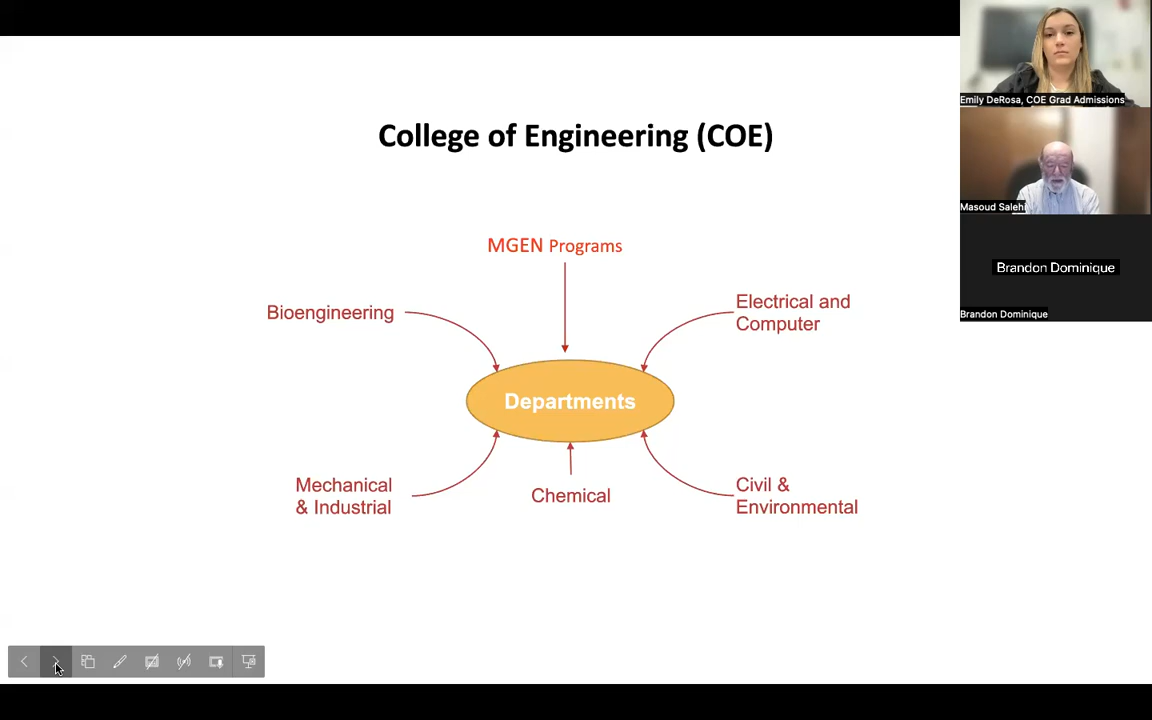 College of Engineering (COE)
MGEN Programs
Bioengineering
Electrical and
Computer
Departments
Mechanical
& Industrial
Chemical
Civil &
Environmental
Emily DeRosa, COE Grad Admissions
Masoud Salehi
Brandon Dominique
Brandon Dominique